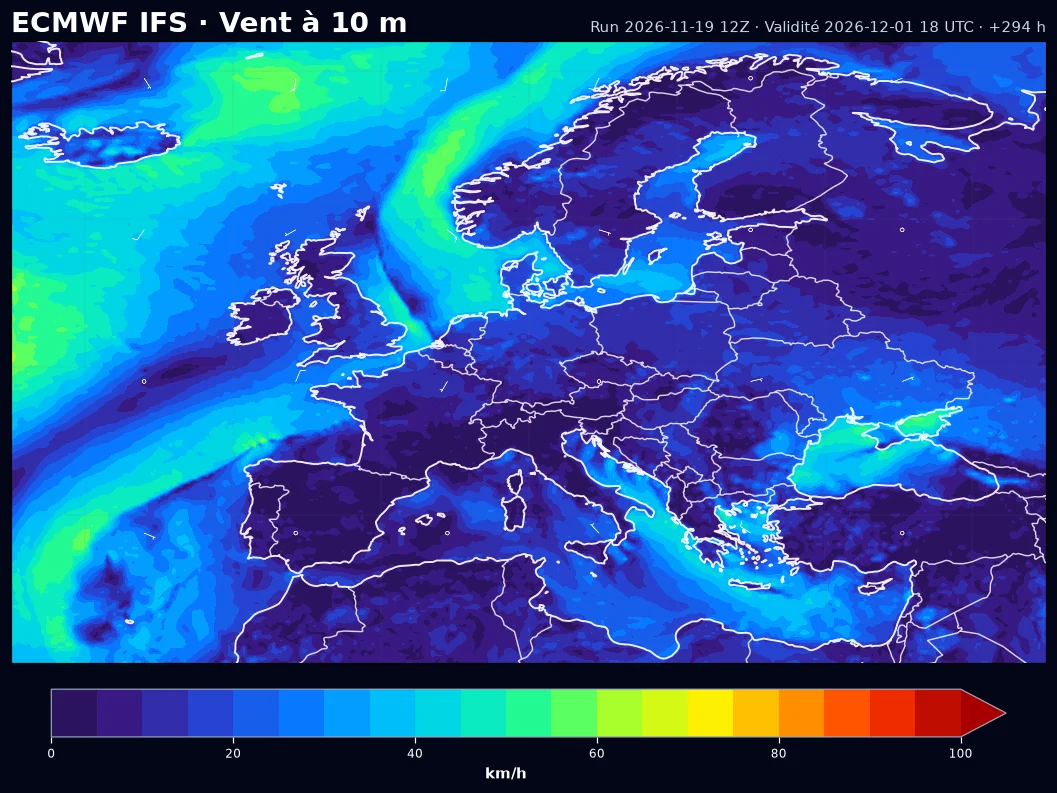 ECMWF IFS · Vent à 10 m
Run 2026-11-19 12Z · Validité 2026-12-01 18 UTC · +294 h
0 20 40 60 80 100
km/h